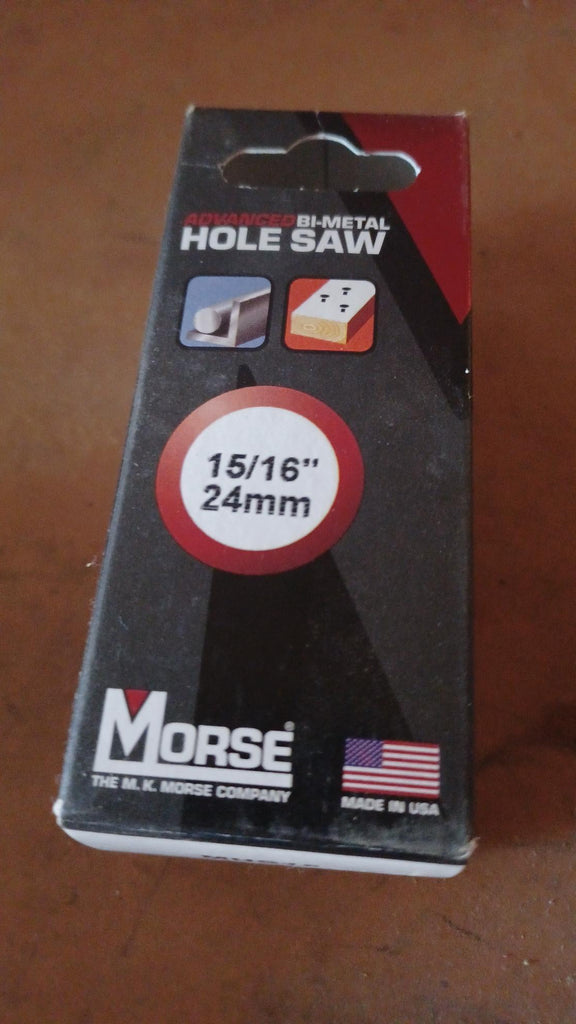 ADVANCED BI-METAL
HOLE SAW
15/16"
24mm
MORSE®
THE M. K. MORSE COMPANY
MADE IN USA